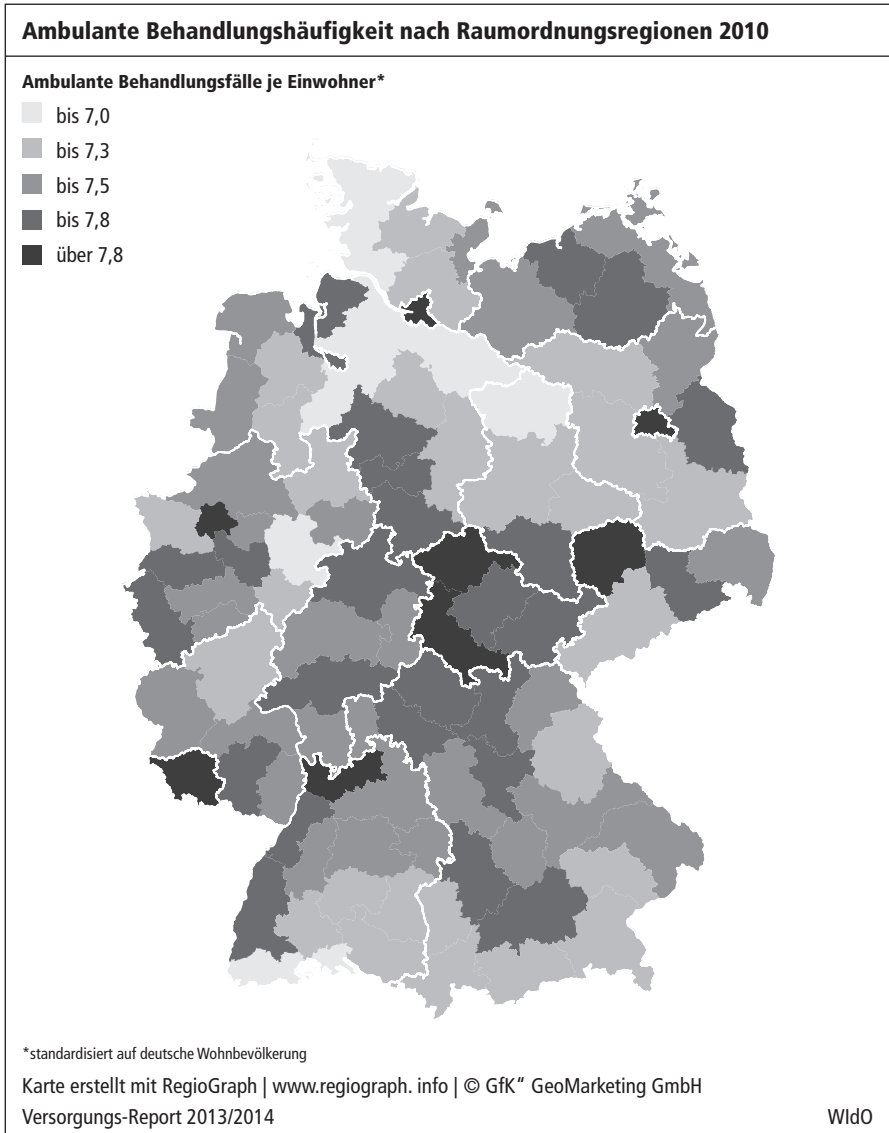 Ambulante Behandlungshäufigkeit nach Raumordnungsregionen 2010
Ambulante Behandlungsfälle je Einwohner*
bis 7,0
bis 7,3
bis 7,5
bis 7,8
über 7,8
*standardisiert auf deutsche Wohnbevölkerung
Karte erstellt mit RegioGraph | www.regiograph. info | © GfK“ GeoMarketing GmbH
Versorgungs-Report 2013/2014
WIdO